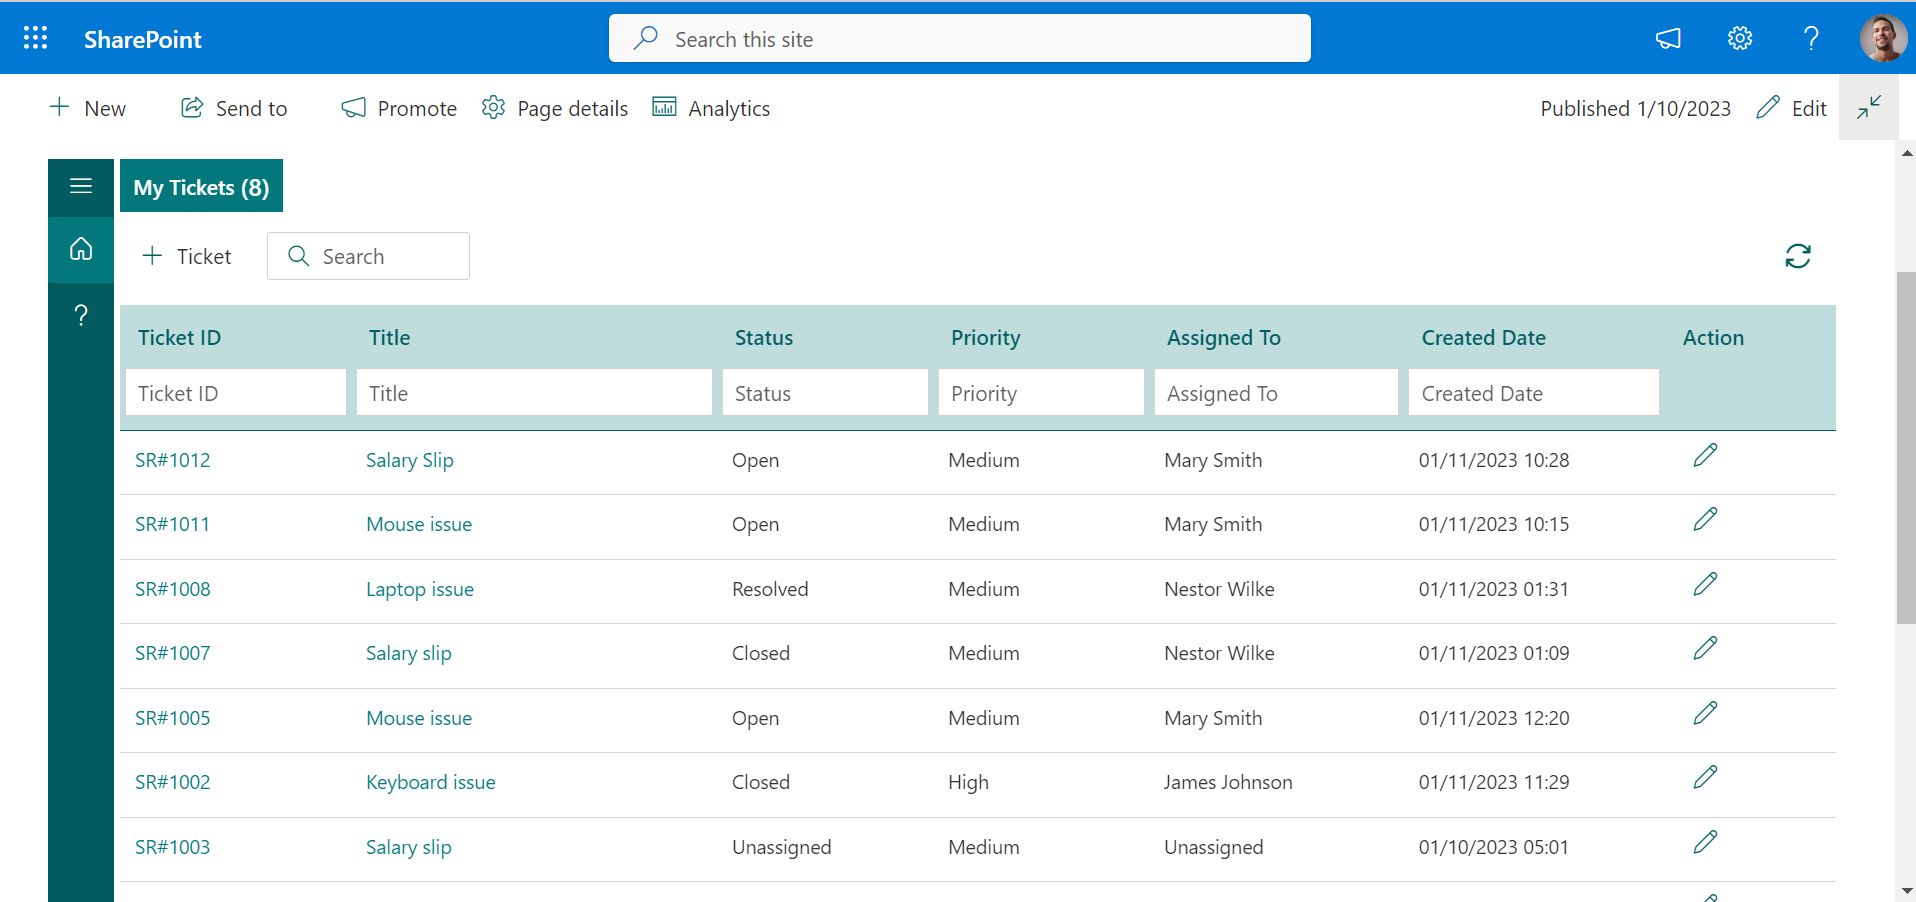 SharePoint
Search this site
New
Send to
Promote
Page details
Analytics
Published 1/10/2023
Edit
My Tickets (8)
Ticket
Search
Ticket ID Title Status Priority Assigned To Created Date Action
Ticket ID Title Status Priority Assigned To Created Date
SR#1012 Salary Slip Open Medium Mary Smith 01/11/2023 10:28
SR#1011 Mouse issue Open Medium Mary Smith 01/11/2023 10:15
SR#1008 Laptop issue Resolved Medium Nestor Wilke 01/11/2023 01:31
SR#1007 Salary slip Closed Medium Nestor Wilke 01/11/2023 01:09
SR#1005 Mouse issue Open Medium Mary Smith 01/11/2023 12:20
SR#1002 Keyboard issue Closed High James Johnson 01/11/2023 11:29
SR#1003 Salary slip Unassigned Medium Unassigned 01/10/2023 05:01